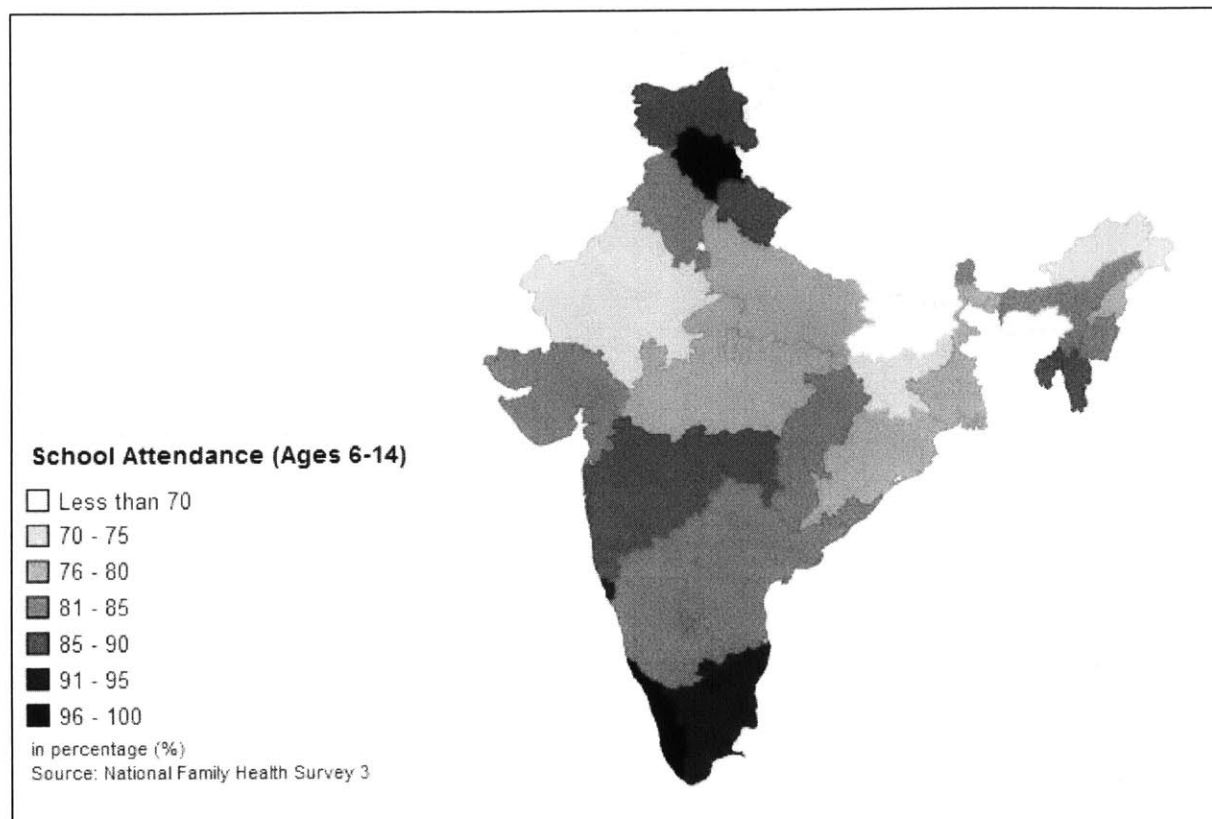 School Attendance (Ages 6-14)
Less than 70
70 - 75
76 - 80
81 - 85
85 - 90
91 - 95
96 - 100
in percentage (%)
Source: National Family Health Survey 3